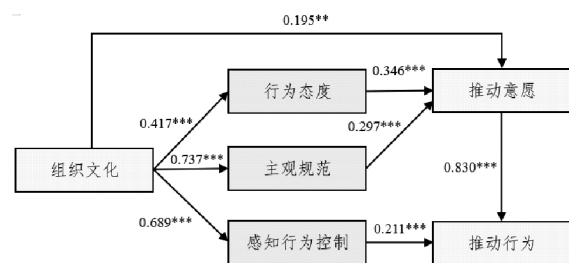 0.195**
行为态度
0.346***
推动意愿
0.417***
0.297***
组织文化
0.737***
主观规范
0.830***
0.689***
感知行为控制
0.211***
推动行为